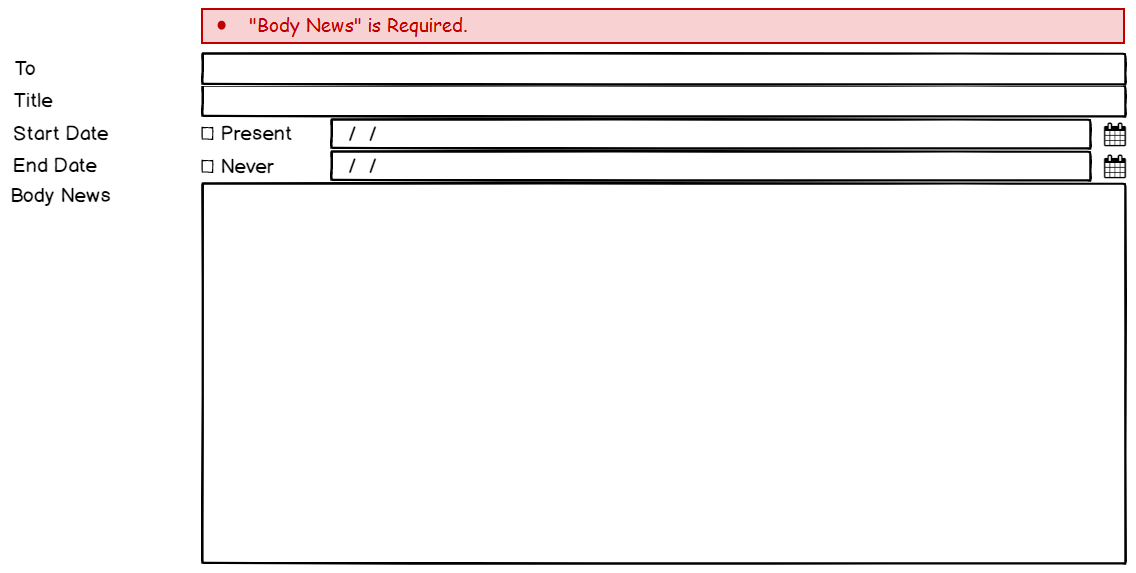 • "Body News" is Required.
To
Title
Start Date Present / /
End Date Never / /
Body News